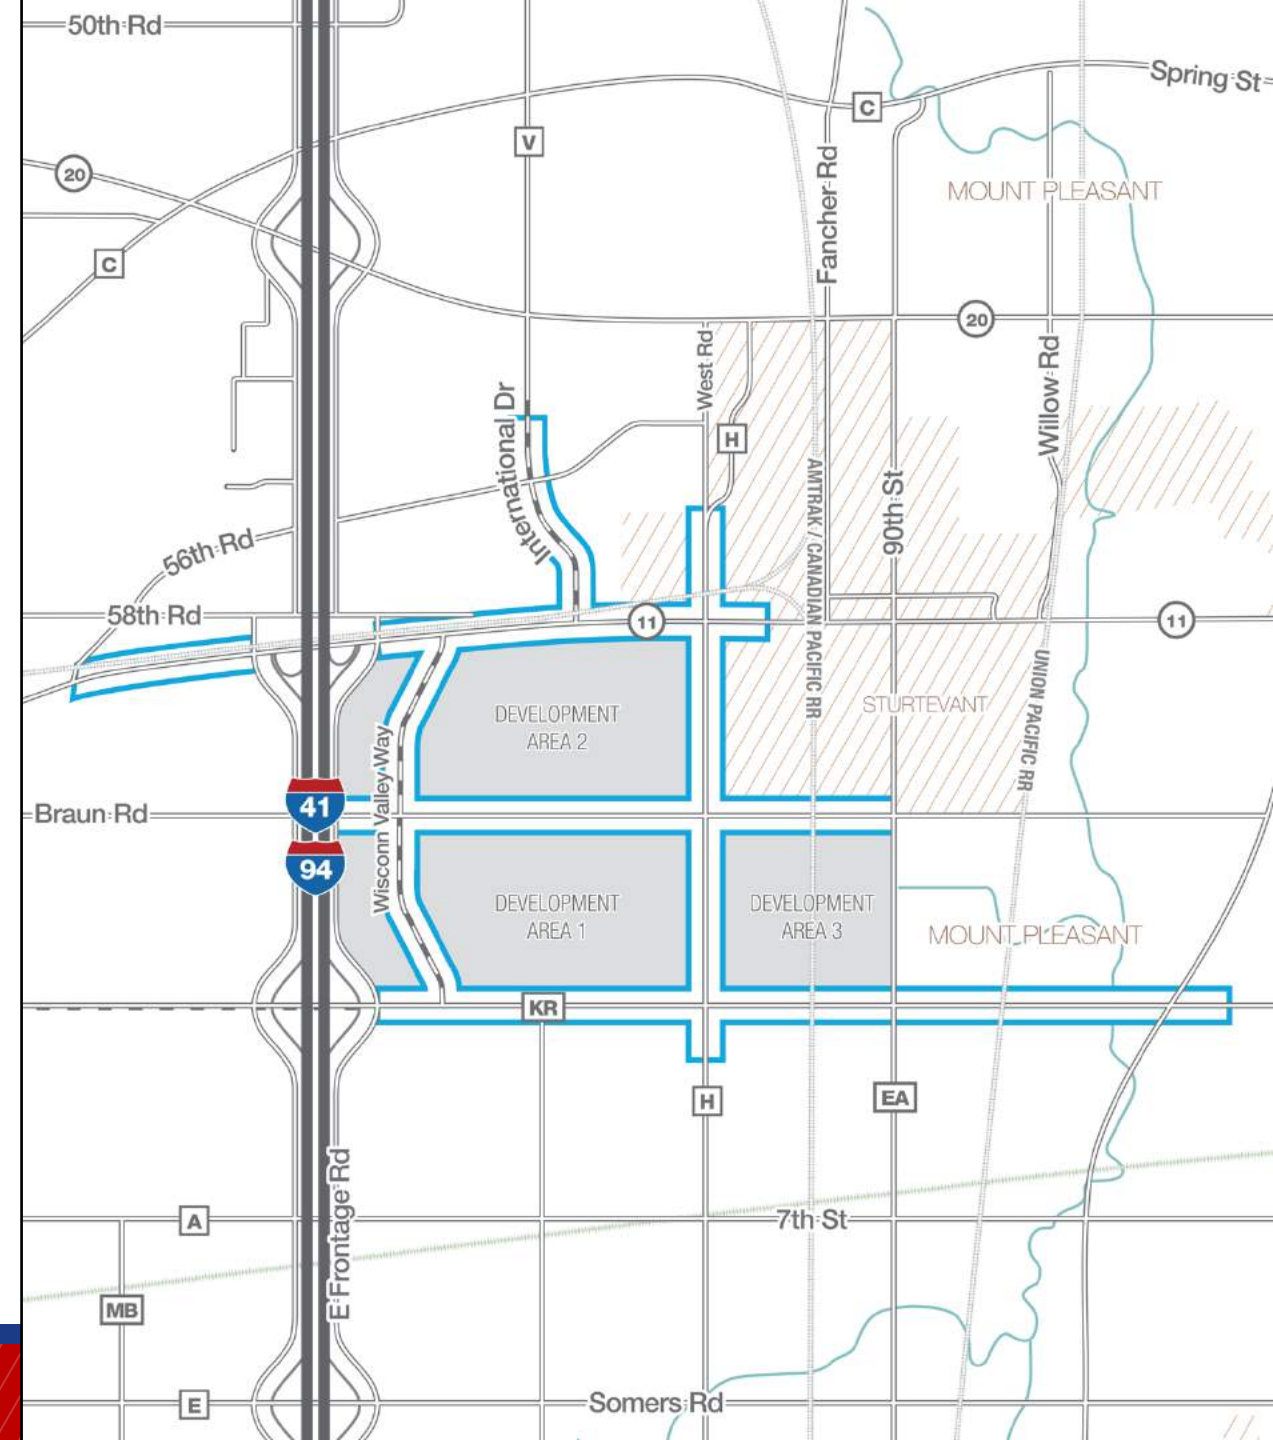 50th Rd
Spring St
C
V
20
Fancher Rd
MOUNT PLEASANT
C
20
West Rd
Willow Rd
International Dr
H
AMTRAK / CANADIAN PACIFIC RR
90th St
56th Rd
58th Rd
11
11
UNION PACIFIC RR
STURTEVANT
DEVELOPMENT
AREA 2
Wisconn Valley Way
41
Braun Rd
94
DEVELOPMENT
AREA 1
DEVELOPMENT
AREA 3
MOUNT PLEASANT
KR
H
EA
E Frontage Rd
A
7th St
MB
E
Somers Rd